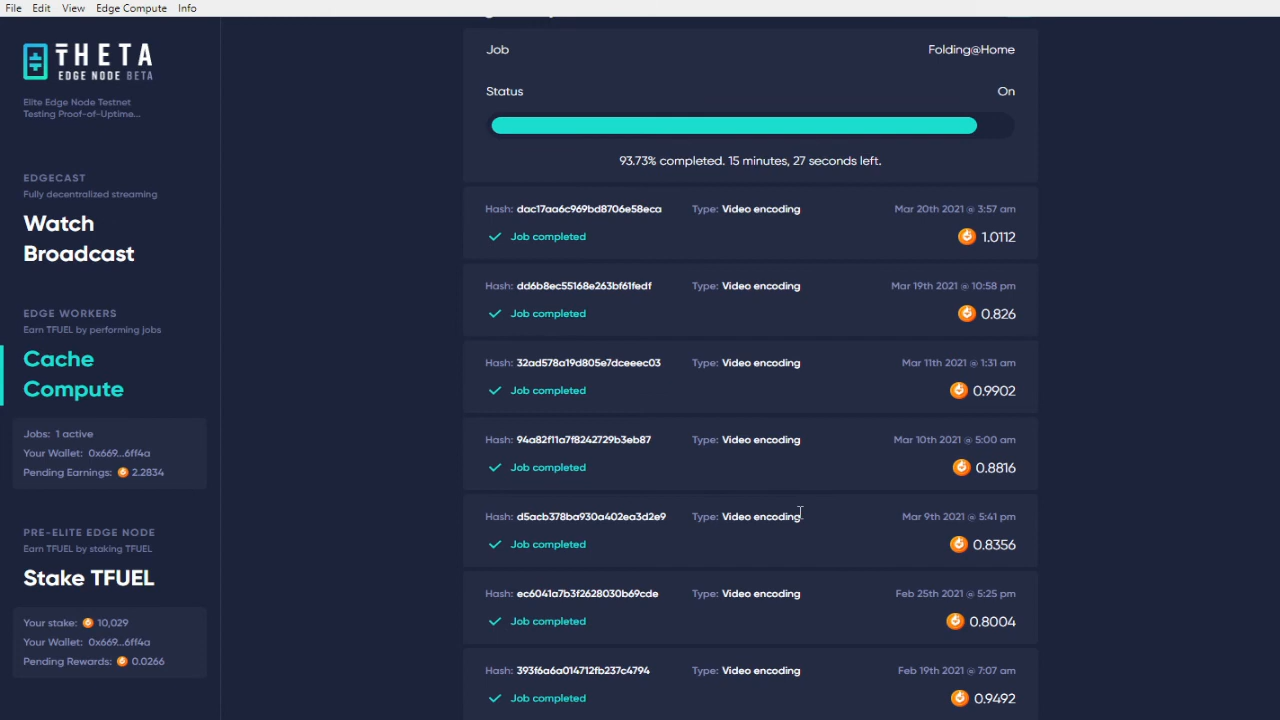 File Edit View Edge Compute Info
THETA
EDGE NODE BETA
Elite Edge Node Testnet
Testing Proof-of-Uptime...
EDGECAST
Fully decentralized streaming
Watch
Broadcast
EDGE WORKERS
Earn TFUEL by performing jobs
Cache
Compute
Jobs: 1 active
Your Wallet: 0x669...6ff4a
Pending Earnings: 2.2834
PRE-ELITE EDGE NODE
Earn TFUEL by staking TFUEL
Stake TFUEL
Your stake: 10,029
Your Wallet: 0x669...6ff4a
Pending Rewards: 0.0266
Job Folding@Home
Status On
93.73% completed. 15 minutes, 27 seconds left.
Hash: dac17aa6c969bd8706e58eca Type: Video encoding Mar 20th 2021 @ 3:57 am
Job completed 1.0112
Hash: dd6b8ec55168e263bf61fedf Type: Video encoding Mar 19th 2021 @ 10:58 pm
Job completed 0.826
Hash: 32ad578a19d805e7dceeec03 Type: Video encoding Mar 11th 2021 @ 1:31 am
Job completed 0.9902
Hash: 94a82f11a7f8242729b3eb87 Type: Video encoding Mar 10th 2021 @ 5:00 am
Job completed 0.8816
Hash: d5acb378ba930a402ea3d2e9 Type: Video encoding Mar 9th 2021 @ 5:41 pm
Job completed 0.8356
Hash: ec6041a7b3f2628030b69cde Type: Video encoding Feb 25th 2021 @ 5:25 pm
Job completed 0.8004
Hash: 393f6a6a014712fb237c4794 Type: Video encoding Feb 19th 2021 @ 7:07 am
Job completed 0.9492